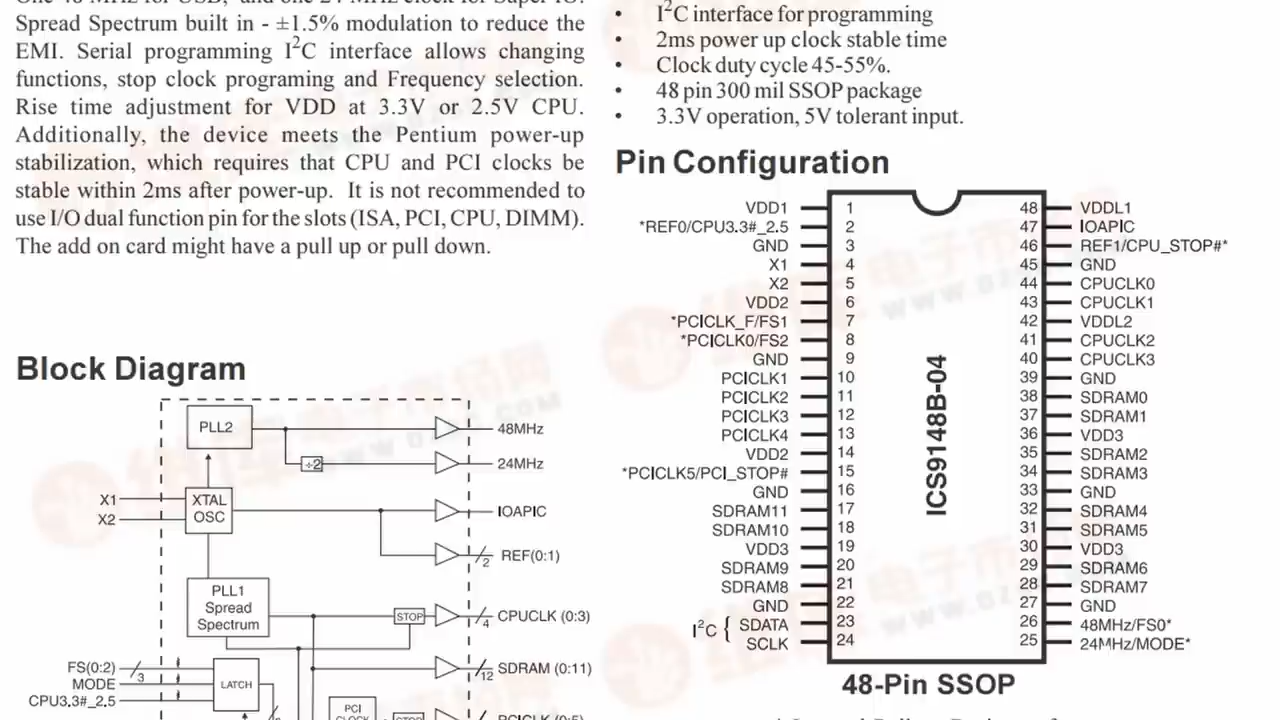 One 48 MHz for USB, and one 24 MHz clock for Super IO.
Spread Spectrum built in - ±1.5% modulation to reduce the
EMI. Serial programming I2C interface allows changing
functions, stop clock programing and Frequency selection.
Rise time adjustment for VDD at 3.3V or 2.5V CPU.
Additionally, the device meets the Pentium power-up
stabilization, which requires that CPU and PCI clocks be
stable within 2ms after power-up. It is not recommended to
use I/O dual function pin for the slots (ISA, PCI, CPU, DIMM).
The add on card might have a pull up or pull down.
Block Diagram
PLL2
48MHz
÷2
24MHz
X1
X2
XTAL
OSC
IOAPIC
REF(0:1)
2
PLL1
Spread
Spectrum
STOP
CPUCLK (0:3)
4
SDRAM (0:11)
12
FS(0:2)
3
MODE
CPU3.3#_2.5
LATCH
PCI
CLOCK
STOP
PCICLK (0:5)
• I2C interface for programming
• 2ms power up clock stable time
• Clock duty cycle 45-55%.
• 48 pin 300 mil SSOP package
• 3.3V operation, 5V tolerant input.
Pin Configuration
VDD1 1 48 VDDL1
*REF0/CPU3.3#_2.5 2 47 IOAPIC
GND 3 46 REF1/CPU_STOP#*
X1 4 45 GND
X2 5 44 CPUCLK0
VDD2 6 43 CPUCLK1
*PCICLK_F/FS1 7 42 VDDL2
*PCICLK0/FS2 8 41 CPUCLK2
GND 9 40 CPUCLK3
PCICLK1 10 39 GND
PCICLK2 11 38 SDRAM0
PCICLK3 12 37 SDRAM1
PCICLK4 13 36 VDD3
VDD2 14 35 SDRAM2
*PCICLK5/PCI_STOP# 15 34 SDRAM3
GND 16 33 GND
SDRAM11 17 32 SDRAM4
SDRAM10 18 31 SDRAM5
VDD3 19 30 VDD3
SDRAM9 20 29 SDRAM6
SDRAM8 21 28 SDRAM7
GND 22 27 GND
I2C { SDATA 23 26 48MHz/FS0*
SCLK 24 25 24MHz/MODE*
ICS9148B-04
48-Pin SSOP